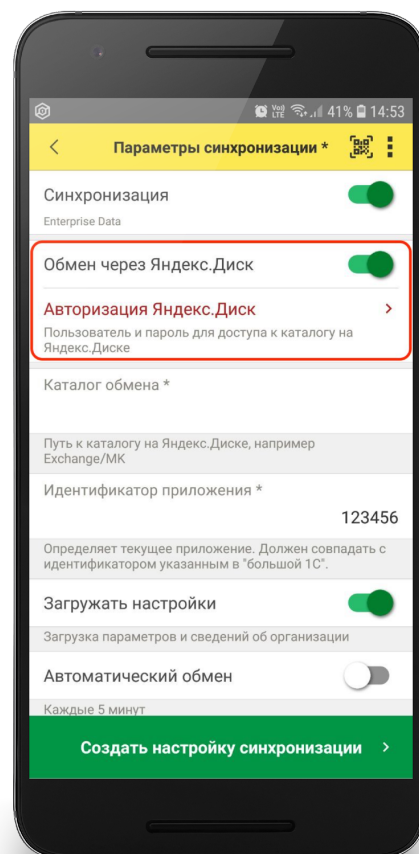 Vo))
LTE 41% 14:53
Параметры синхронизации *
Синхронизация
Enterprise Data
Обмен через Яндекс.Диск
Авторизация Яндекс.Диск
Пользователь и пароль для доступа к каталогу на
Яндекс.Диске
Каталог обмена *
Путь к каталогу на Яндекс.Диске, например
Exchange/МК
Идентификатор приложения *
123456
Определяет текущее приложение. Должен совпадать с
идентификатором указанным в "большой 1С".
Загружать настройки
Загрузка параметров и сведений об организации
Автоматический обмен
Каждые 5 минут
Создать настройку синхронизации